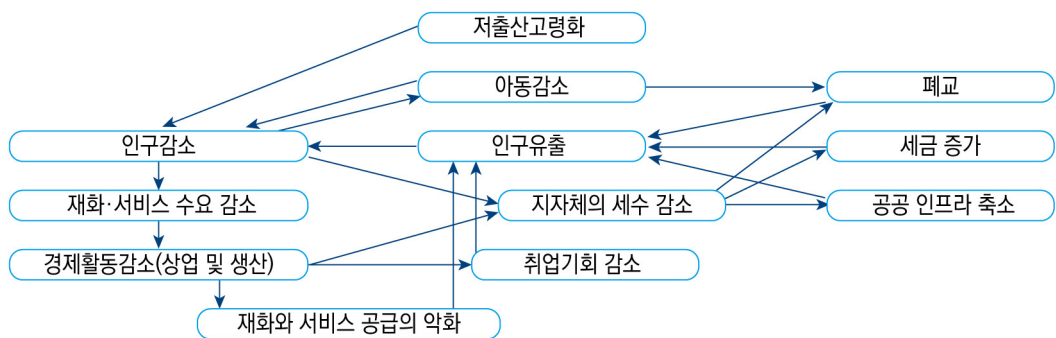 저출산고령화
아동감소
폐교
인구감소
인구유출
세금 증가
재화·서비스 수요 감소
지자체의 세수 감소
공공 인프라 축소
경제활동감소(상업 및 생산)
취업기회 감소
재화와 서비스 공급의 악화